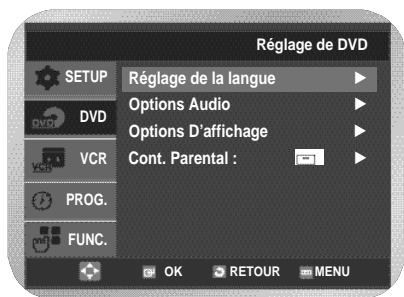 Réglage de DVD
SETUP
DVD
VCR
PROG.
FUNC.
Réglage de la langue ►
Options Audio ►
Options D'affichage ►
Cont. Parental : ►
OK RETOUR MENU